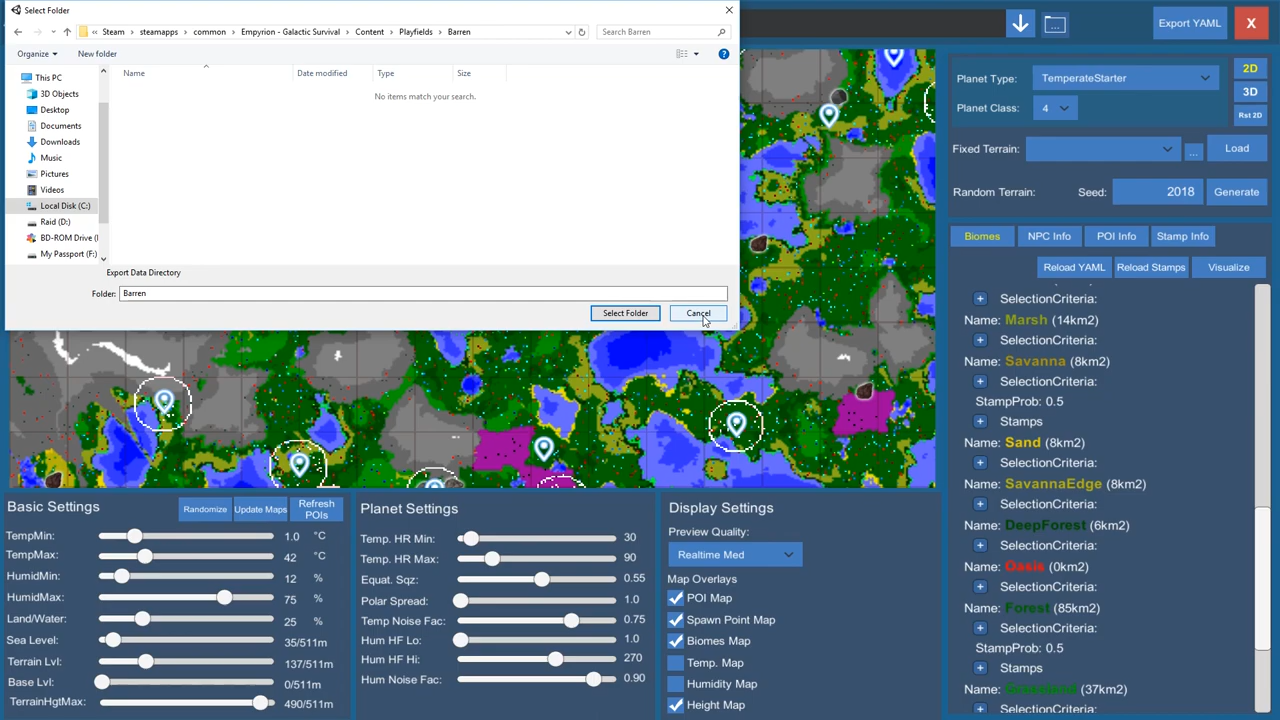 Select Folder
« Steam > steamapps > common > Empyrion - Galactic Survival > Content > Playfields > Barren
Search Barren
Export YAML
X
Organize
New folder
?
Name
Date modified
Type
Size
No items match your search.
This PC
3D Objects
Desktop
Documents
Downloads
Music
Pictures
Videos
Local Disk (C:)
Raid (D:)
BD-ROM Drive (
My Passport (F:)
Export Data Directory
Folder: Barren
Select Folder
Cancel
Planet Type: TemperateStarter
2D
3D
Rst 2D
Planet Class: 4
Fixed Terrain: ... Load
Random Terrain: Seed: 2018 Generate
Biomes NPC Info POI Info Stamp Info
Reload YAML Reload Stamps Visualize
+ SelectionCriteria:
Name: Marsh (14km2)
+ SelectionCriteria:
Name: Savanna (8km2)
+ SelectionCriteria:
StampProb: 0.5
+ Stamps
Name: Sand (8km2)
+ SelectionCriteria:
Name: SavannaEdge (8km2)
+ SelectionCriteria:
Name: DeepForest (6km2)
+ SelectionCriteria:
Name: Oasis (0km2)
+ SelectionCriteria:
Name: Forest (85km2)
+ SelectionCriteria:
StampProb: 0.5
+ Stamps
Name: Grassland (37km2)
+ SelectionCriteria:
Basic Settings
Randomize Update Maps Refresh POIs
TempMin: 1.0 °C
TempMax: 42 °C
HumidMin: 12 %
HumidMax: 75 %
Land/Water: 25 %
Sea Level: 35/511m
Terrain Lvl: 137/511m
Base Lvl: 0/511m
TerrainHgtMax: 490/511m
Planet Settings
Temp. HR Min: 30
Temp. HR Max: 90
Equat. Sqz: 0.55
Polar Spread: 1.0
Temp Noise Fac: 0.75
Hum HF Lo: 1.0
Hum HF Hi: 270
Hum Noise Fac: 0.90
Display Settings
Preview Quality:
Realtime Med
Map Overlays
POI Map
Spawn Point Map
Biomes Map
Temp. Map
Humidity Map
Height Map